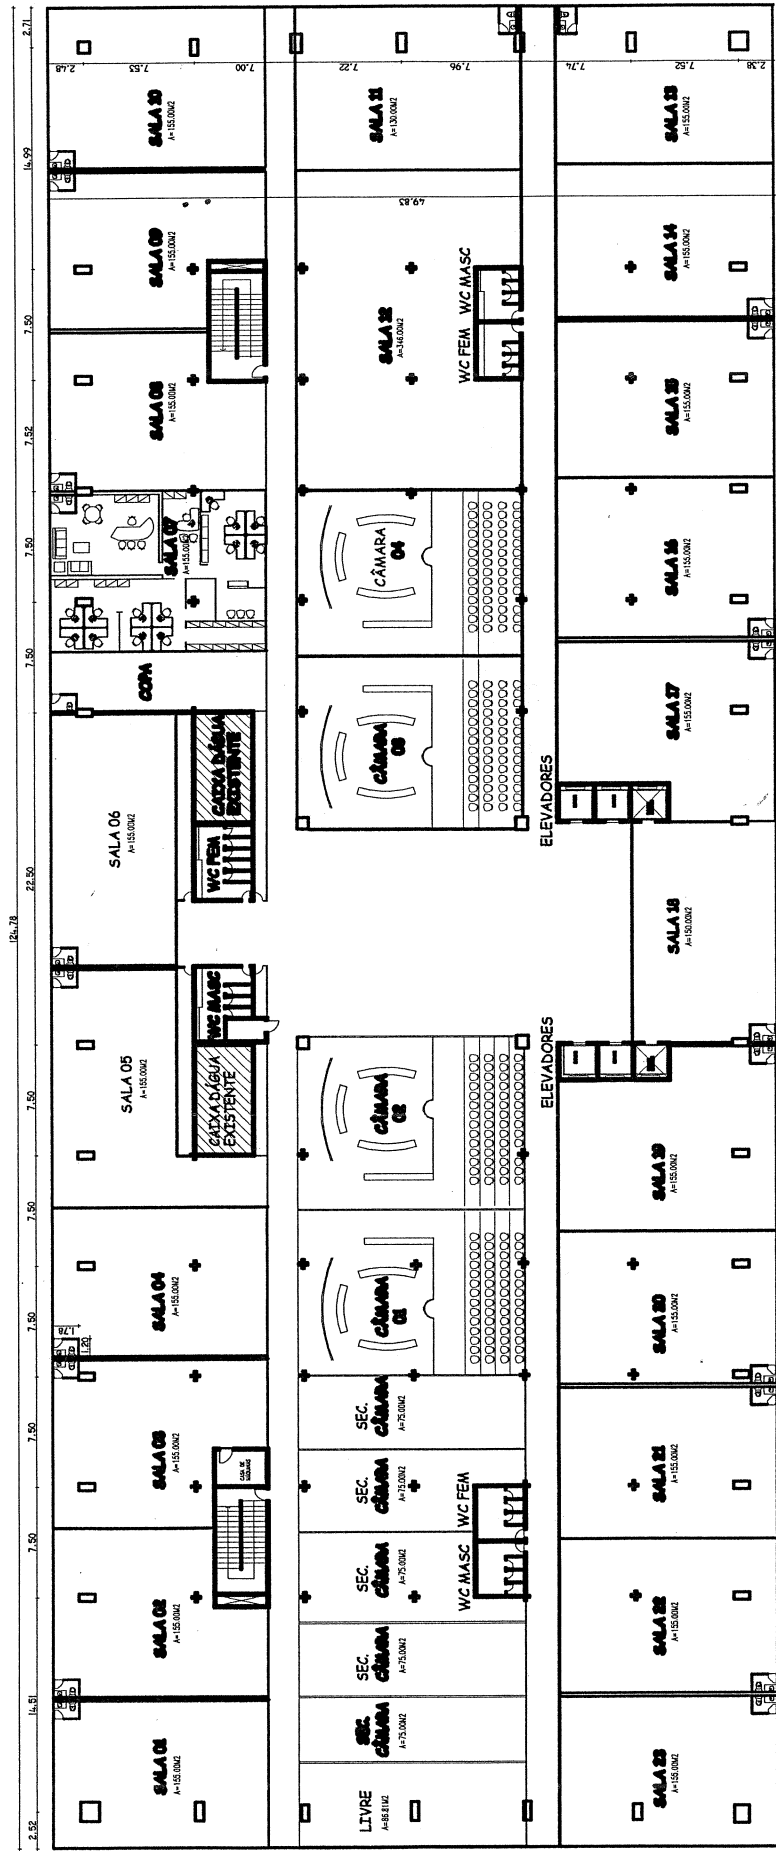 2.71
14.99
7.50
7.52
7.50
7.50
22.50
124.78
7.50
7.50
7.50
7.50
7.50
14.51
2.52
2.48
7.53
7.00
7.22
7.96
7.74
7.52
2.38
49.83
SALA 10
A=155.00M2
SALA 11
A=130.00M2
SALA 13
A=155.00M2
SALA 09
A=155.00M2
SALA 14
A=155.00M2
WC FEM WC MASC
SALA 12
A=346.00M2
SALA 08
A=155.00M2
SALA 15
A=155.00M2
SALA 07
A=155.00M2
CÂMARA
04
SALA 16
A=155.00M2
COPA
CÂMARA
03
SALA 17
A=155.00M2
CAIXA D'ÁGUA
EXISTENTE
ELEVADORES
SALA 06
A=155.00M2
WC FEM
SALA 18
A=150.00M2
WC MASC
SALA 05
A=155.00M2
CAIXA D'ÁGUA
EXISTENTE
ELEVADORES
CÂMARA
02
SALA 19
A=155.00M2
SALA 04
A=155.00M2
CÂMARA
01
SALA 20
A=155.00M2
1.78
1.20
SEC.
CÂMARA
A=75.00M2
SALA 03
A=155.00M2
CASA DE
MÁQUINAS
SEC.
CÂMARA
A=75.00M2
WC MASC WC FEM
SALA 21
A=155.00M2
SEC.
CÂMARA
A=75.00M2
SALA 02
A=155.00M2
SALA 22
A=155.00M2
SEC.
CÂMARA
A=75.00M2
SEC.
CÂMARA
A=75.00M2
SALA 01
A=155.00M2
LIVRE
A=86.81M2
SALA 23
A=155.00M2